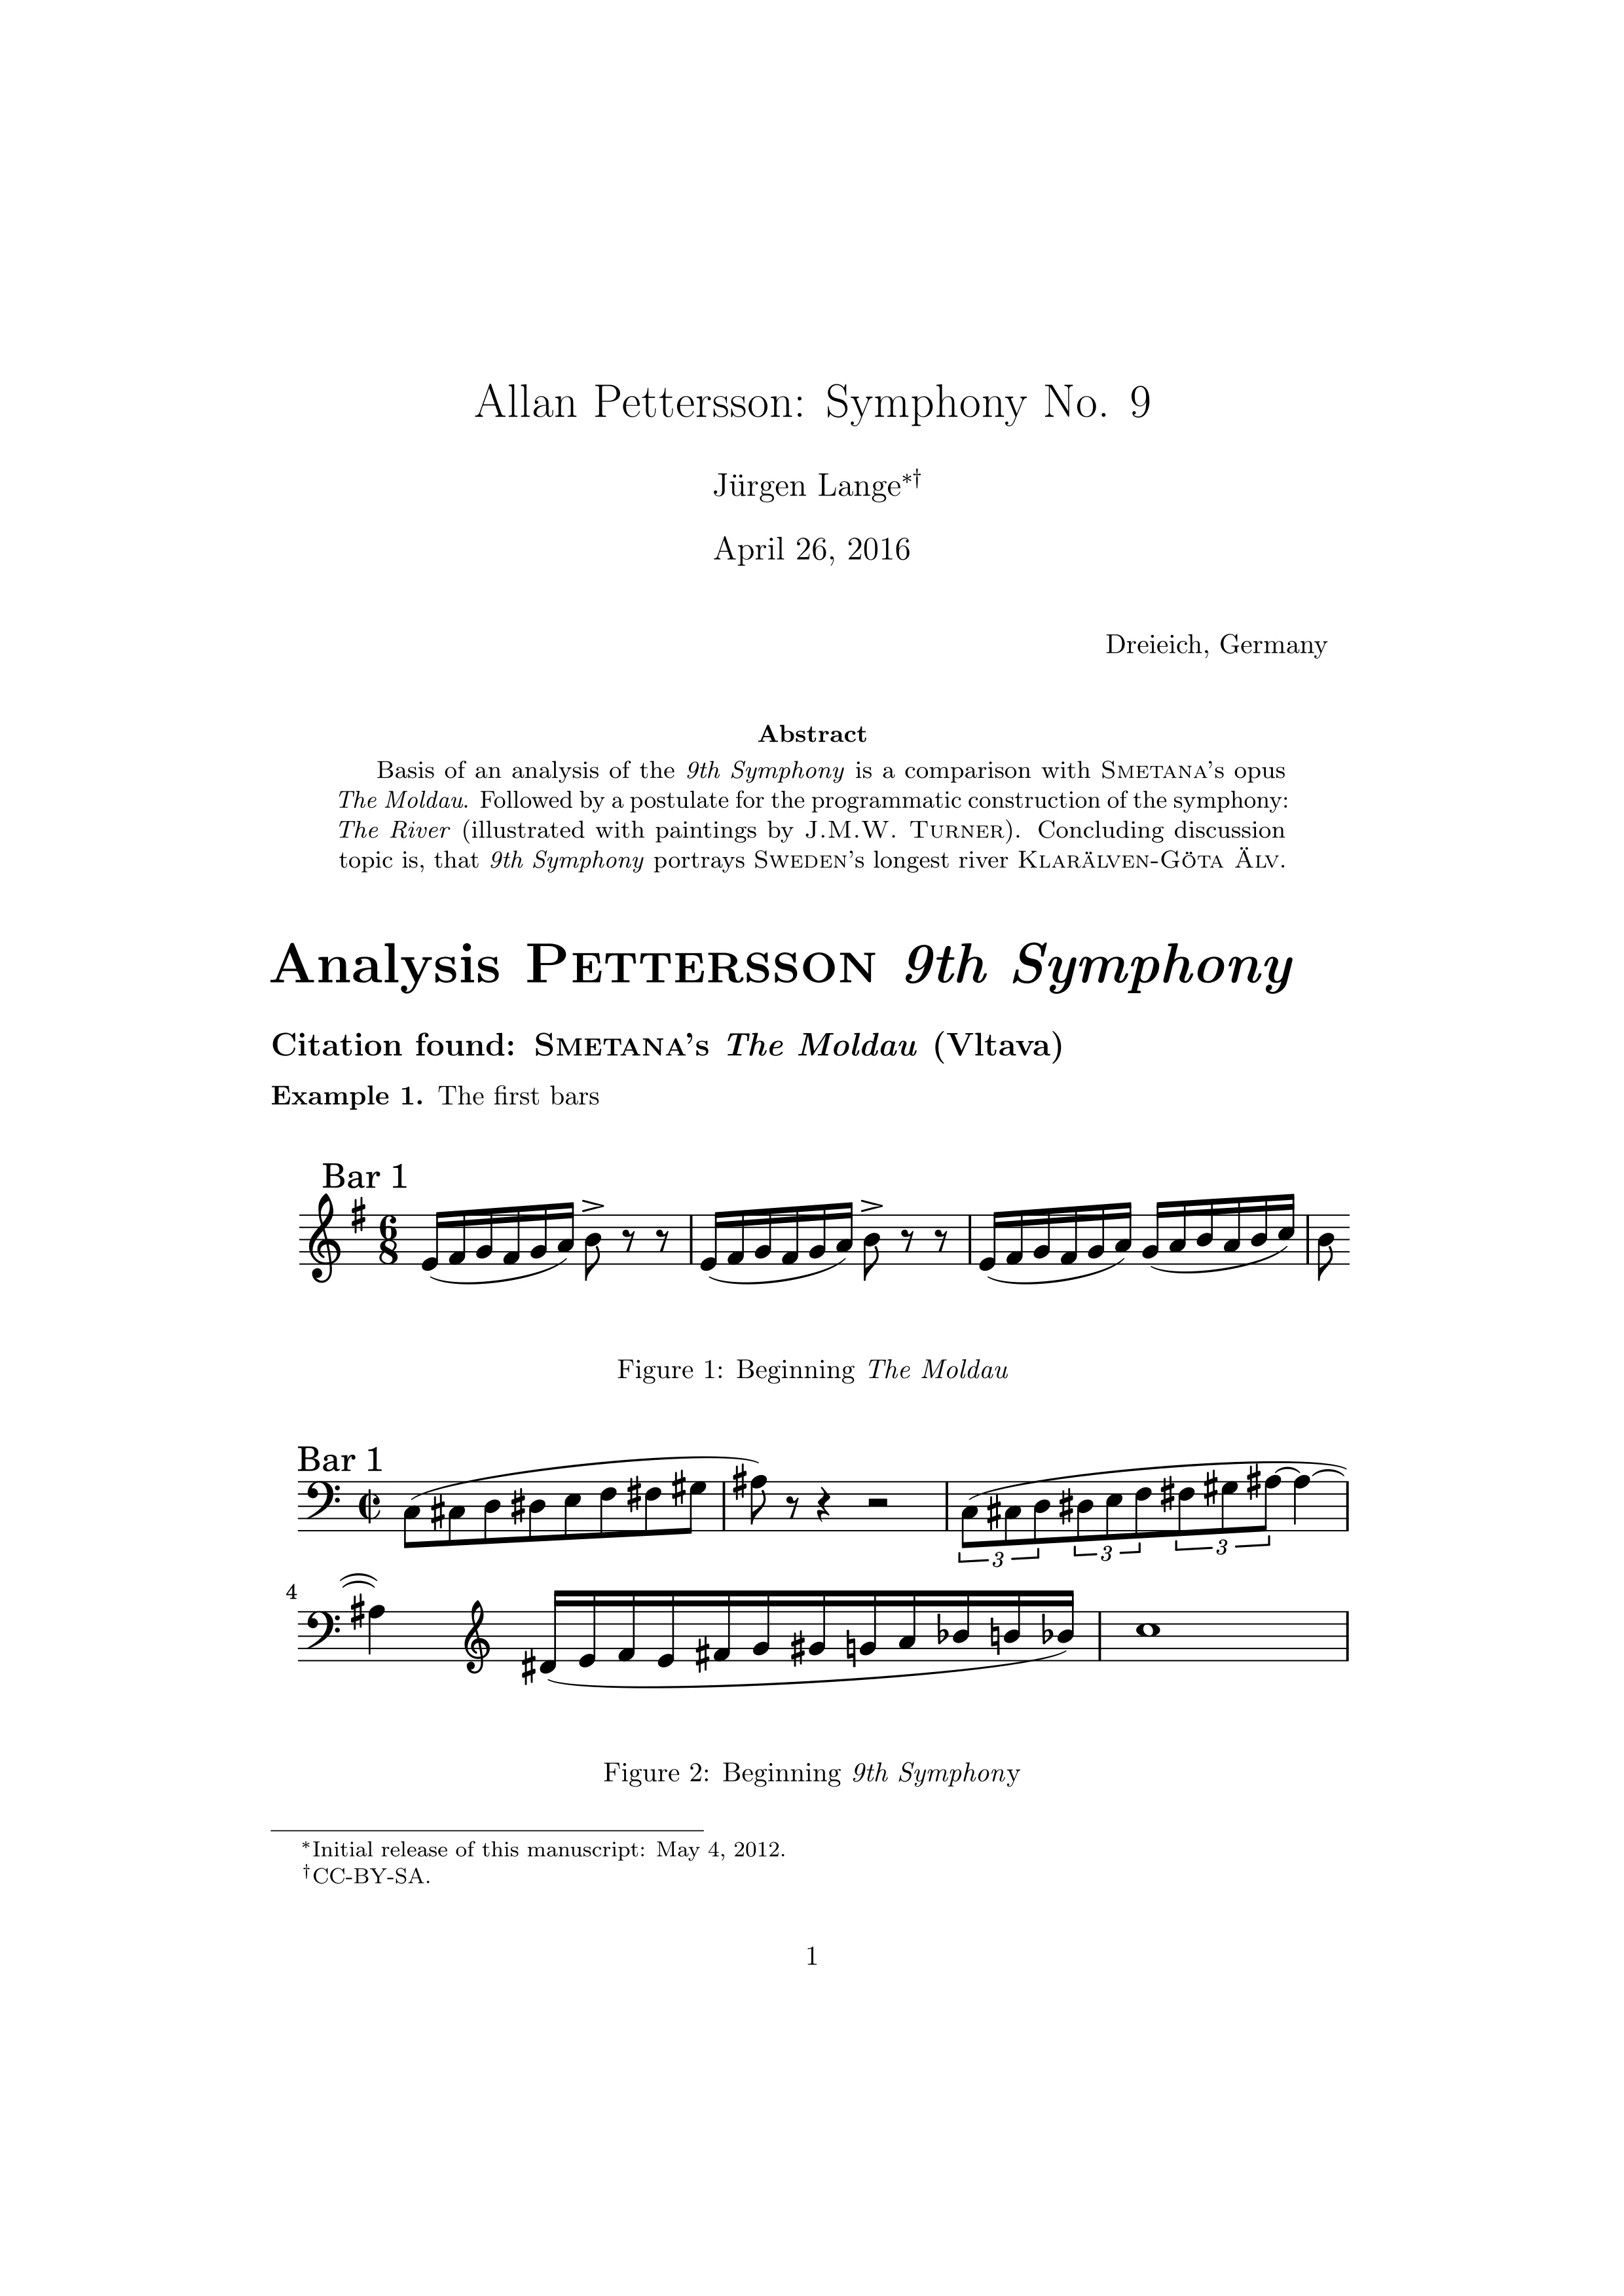 Allan Pettersson: Symphony No. 9
Jürgen Lange*†
April 26, 2016
Dreieich, Germany
Abstract
Basis of an analysis of the 9th Symphony is a comparison with SMETANA's opus
The Moldau. Followed by a postulate for the programmatic construction of the symphony:
The River (illustrated with paintings by J.M.W. TURNER). Concluding discussion
topic is, that 9th Symphony portrays SWEDEN's longest river KLARÄLVEN-GÖTA ÄLV.
Analysis PETTERSSON 9th Symphony
Citation found: SMETANA's The Moldau (Vltava)
Example 1. The first bars
Bar 1
6
8
Figure 1: Beginning The Moldau
Bar 1
3 3 3
4
Figure 2: Beginning 9th Symphony
*Initial release of this manuscript: May 4, 2012.
†CC-BY-SA.
1